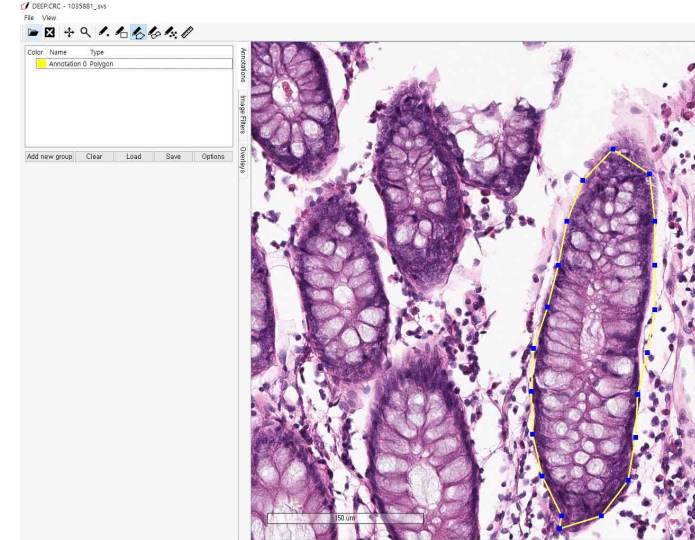 DEEP:CRC - 1035881_.svs
File View
Color Name Type
Annotation 0 Polygon
Add new group Clear Load Save Options
Annotations
Image Filters
Overlays
150 um